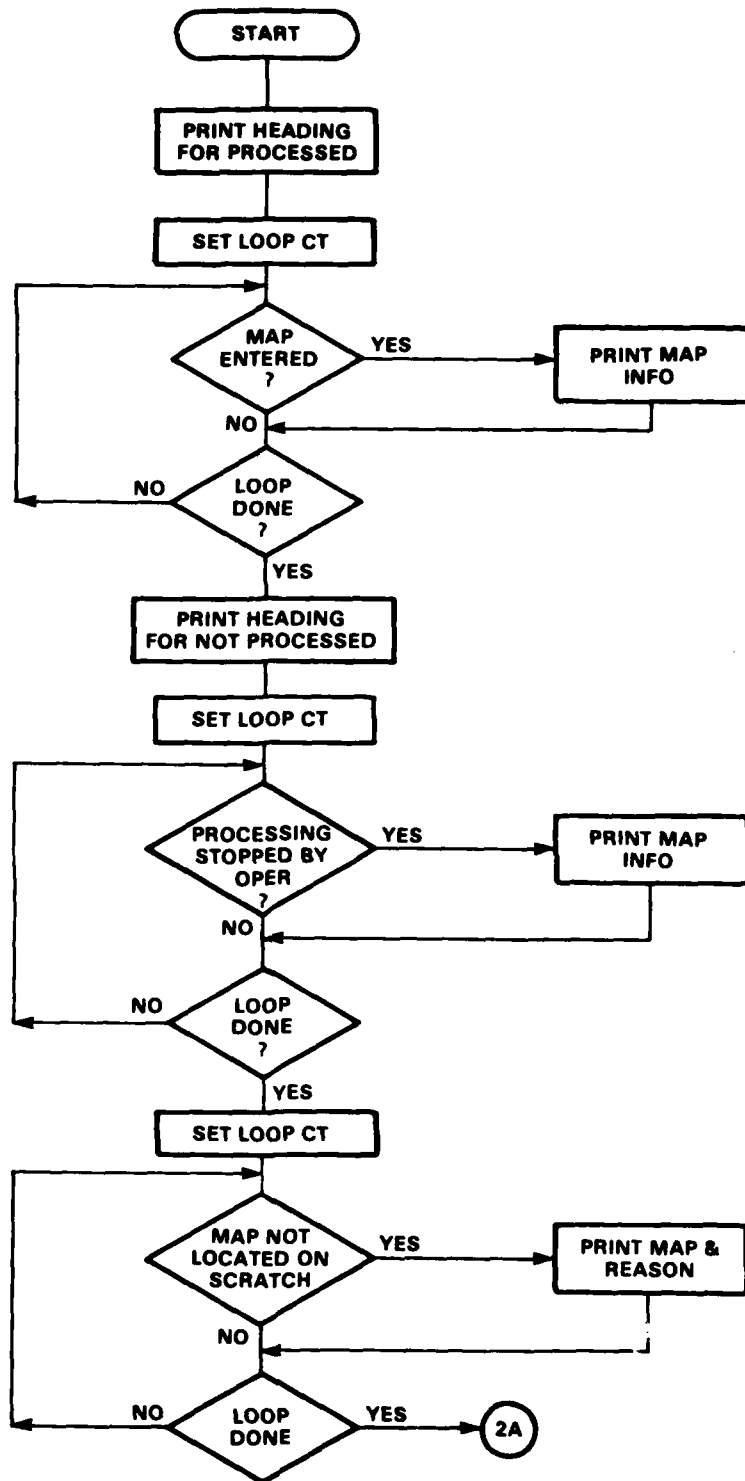 START
PRINT HEADING
FOR PROCESSED
SET LOOP CT
MAP
ENTERED
?
YES
PRINT MAP
INFO
NO
LOOP
DONE
?
NO
YES
PRINT HEADING
FOR NOT PROCESSED
SET LOOP CT
PROCESSING
STOPPED BY
OPER
?
YES
PRINT MAP
INFO
NO
LOOP
DONE
?
NO
YES
SET LOOP CT
MAP NOT
LOCATED ON
SCRATCH
YES
PRINT MAP &
REASON
NO
LOOP
DONE
NO
YES
2A